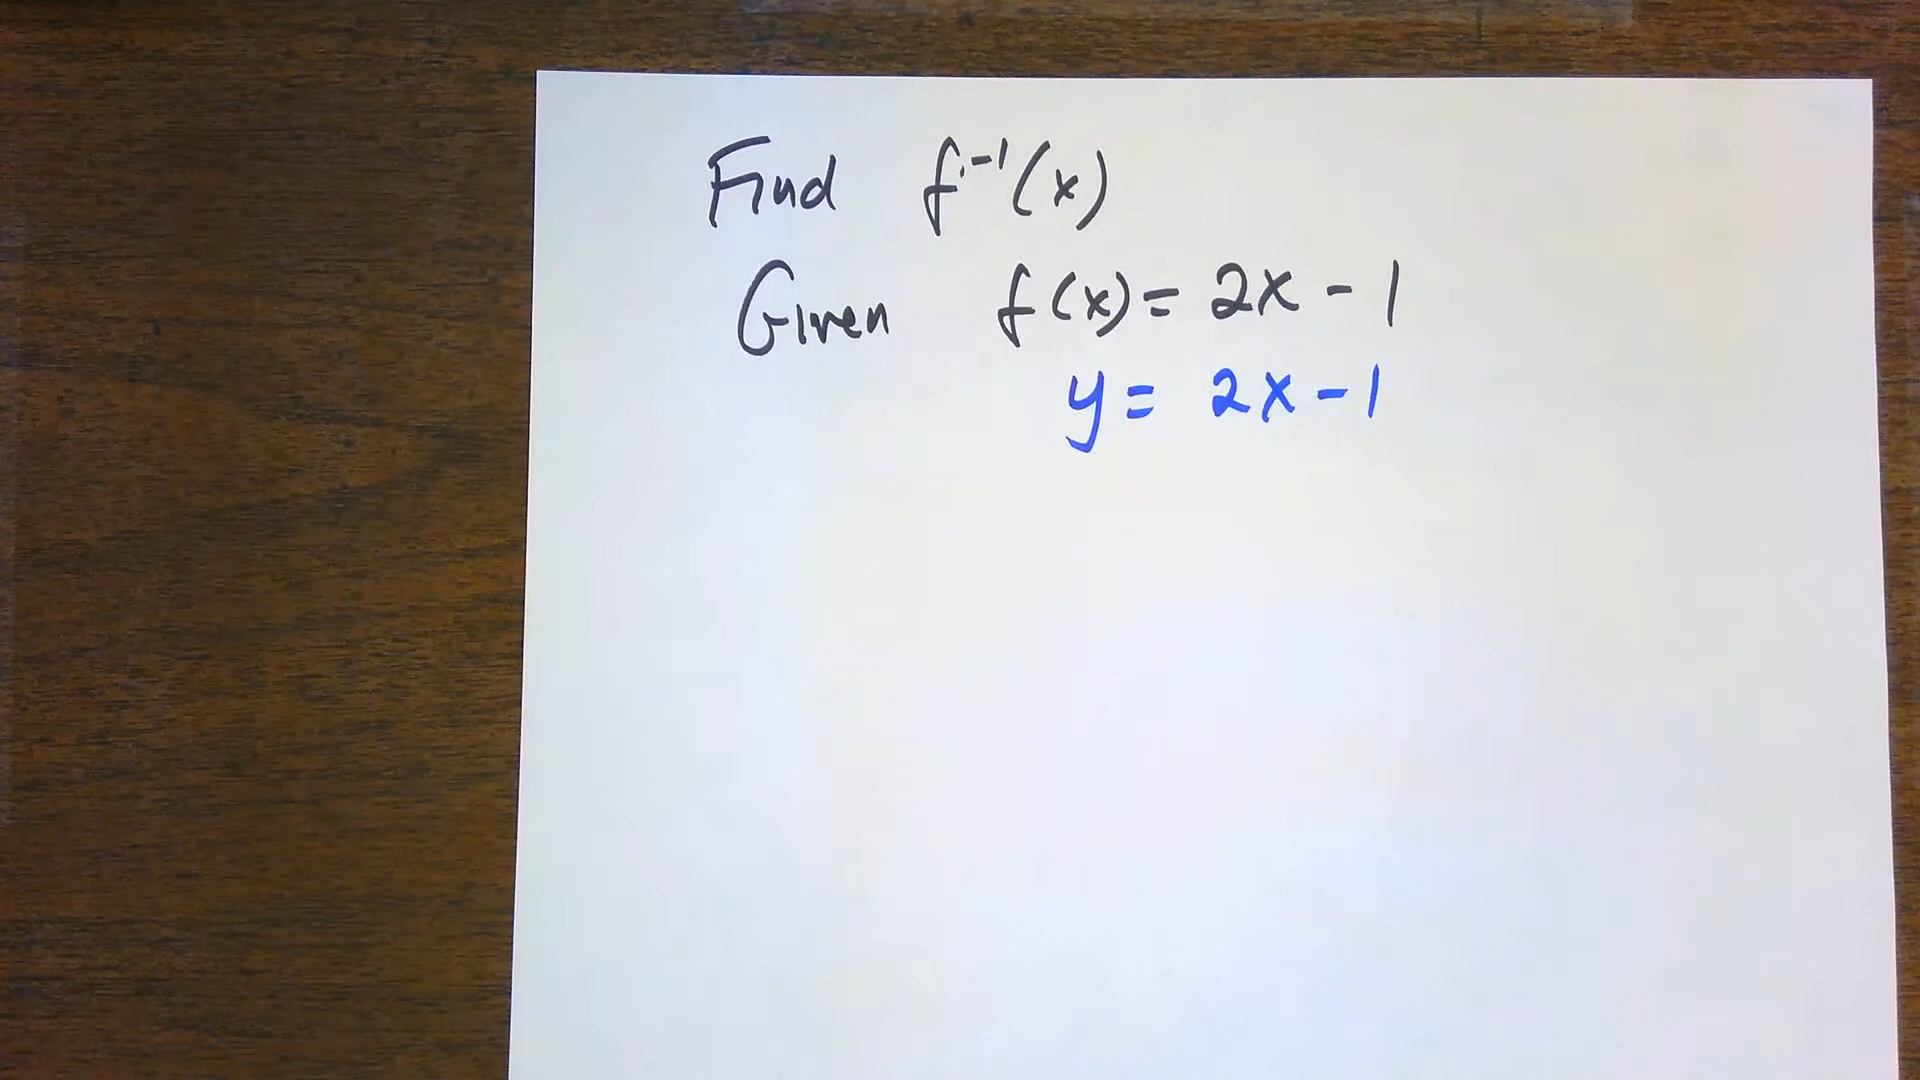 Find f⁻¹(x)
Given f(x) = 2x - 1
y = 2x - 1